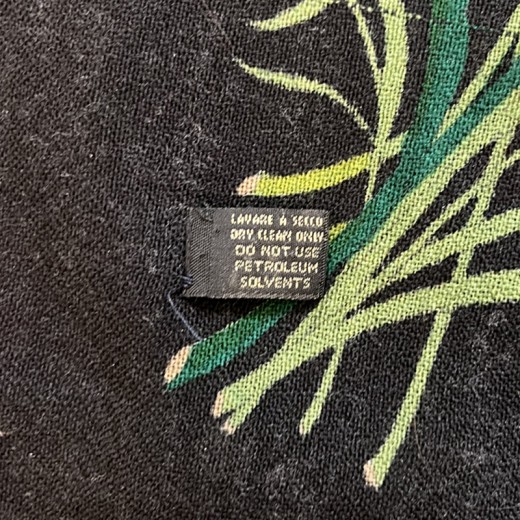 LAVARE A SECCO
DRY CLEAN ONLY
DO NOT USE
PETROLEUM
SOLVENTS